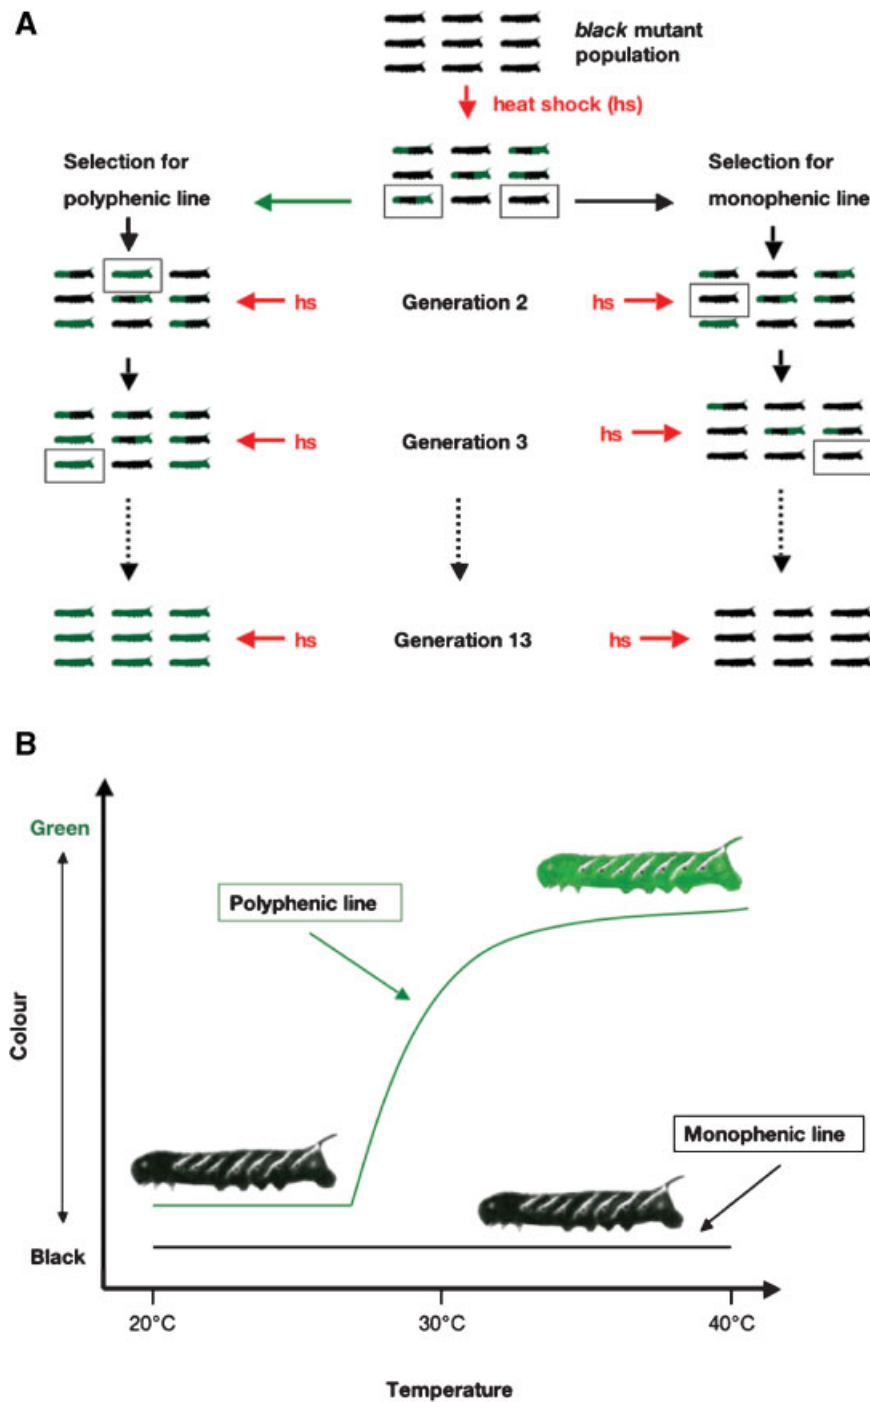 A
black mutant
population
heat shock (hs)
Selection for
polyphenic line
Selection for
monophenic line
hs
Generation 2
hs
hs
Generation 3
hs
hs
Generation 13
hs
B
Green
Polyphenic line
Colour
Monophenic line
Black
20°C
30°C
40°C
Temperature